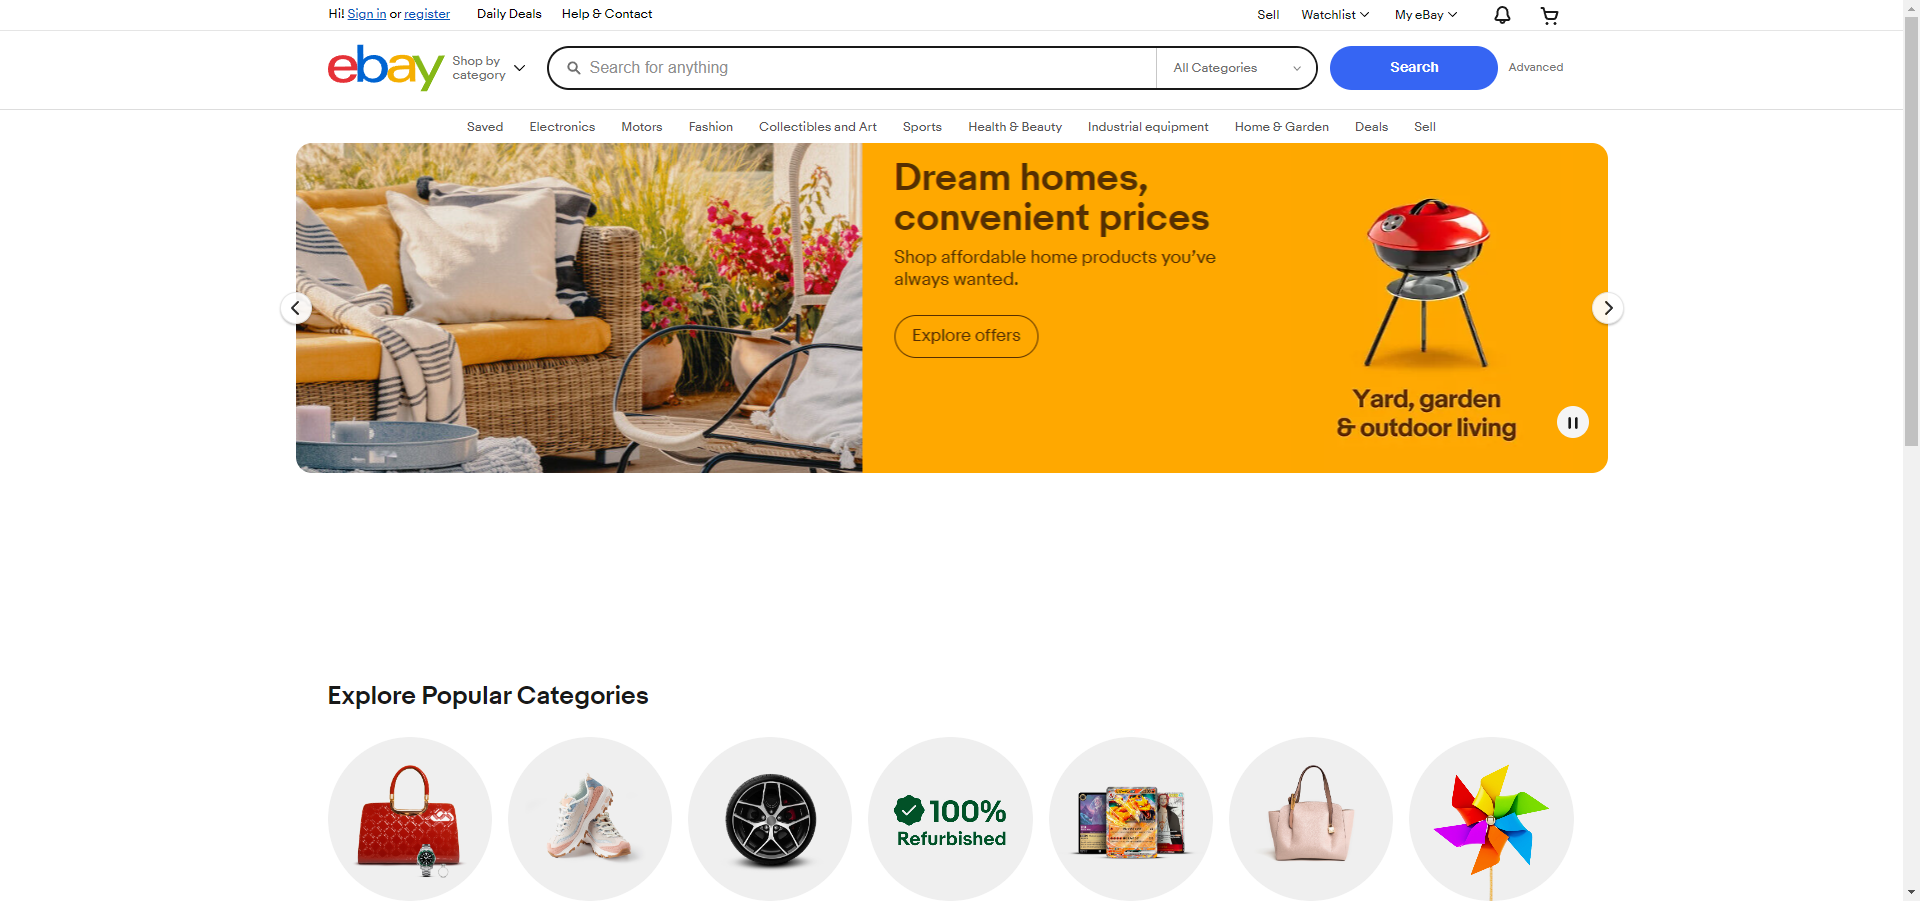 Hi! Sign in or register
Daily Deals
Help & Contact
Sell
Watchlist
My eBay
ebay
Shop by
category
Search for anything
All Categories
Search
Advanced
Saved
Electronics
Motors
Fashion
Collectibles and Art
Sports
Health & Beauty
Industrial equipment
Home & Garden
Deals
Sell
Dream homes,
convenient prices
Shop affordable home products you've
always wanted.
Explore offers
Yard, garden
& outdoor living
Explore Popular Categories
100%
Refurbished